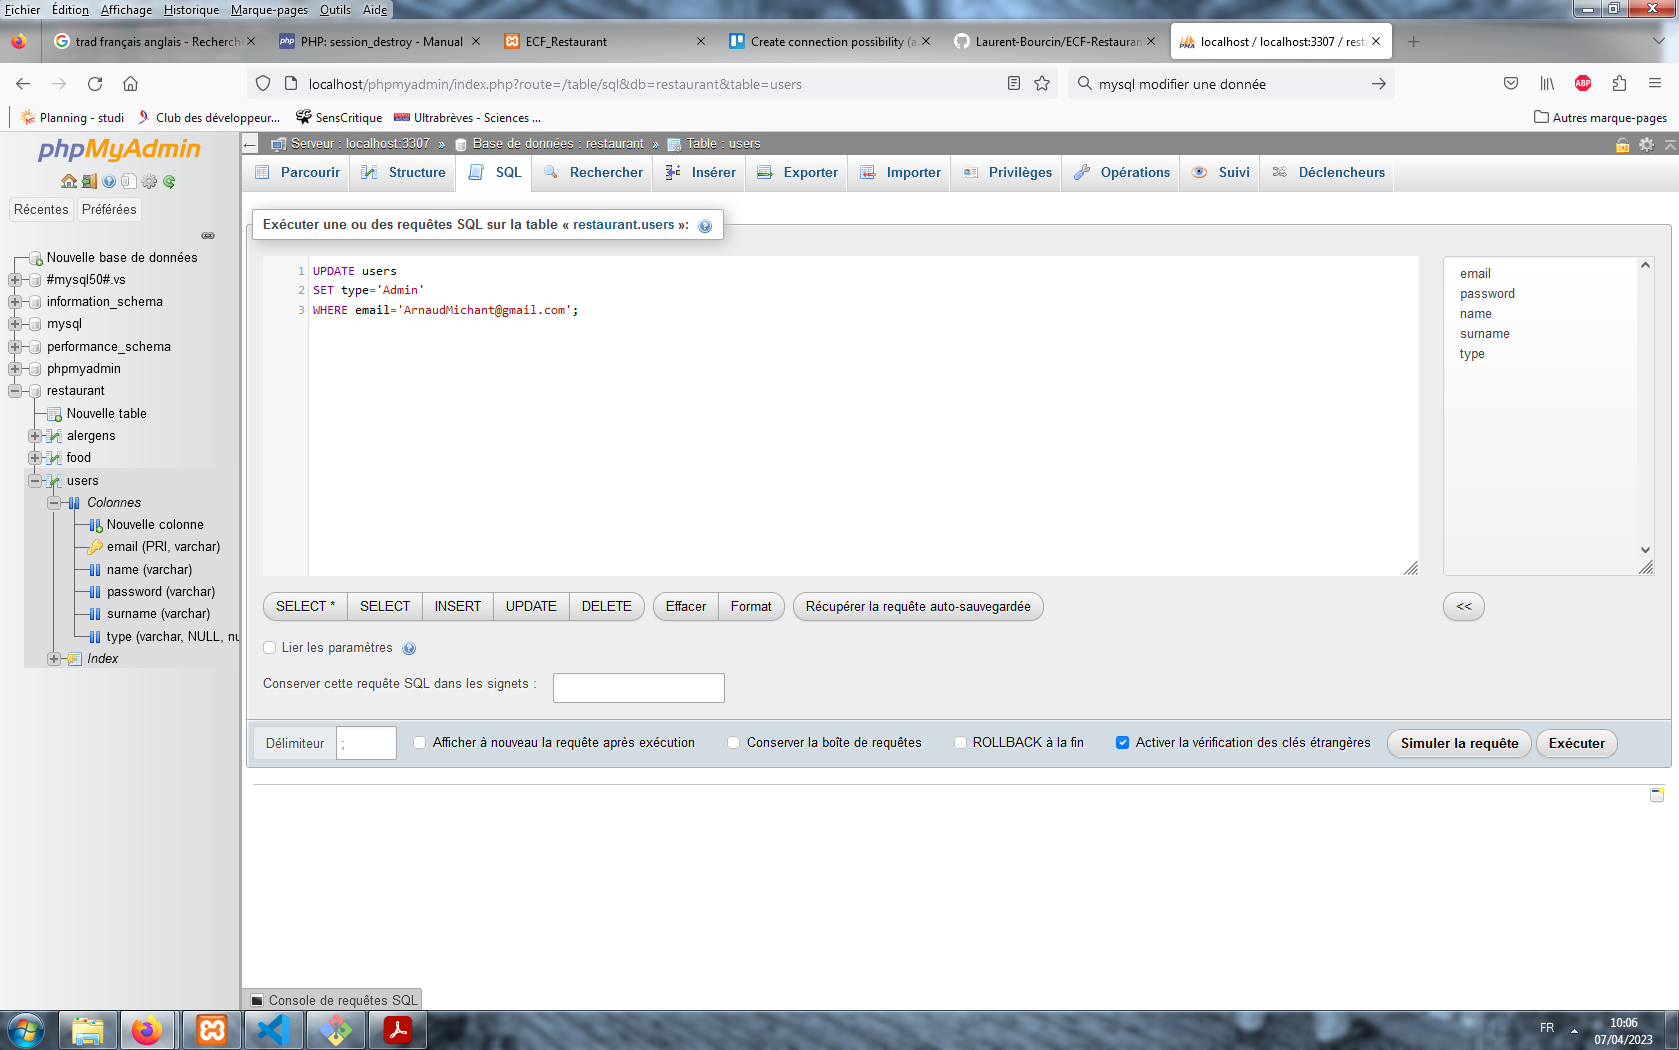 Fichier Édition Affichage Historique Marque-pages Outils Aide
trad français anglais - Recherch
php PHP: session_destroy - Manual
ECF_Restaurant
Create connection possibility (a
Laurent-Bourcin/ECF-Restauran
PMA localhost / localhost:3307 / rest
localhost/phpmyadmin/index.php?route=/table/sql&db=restaurant&table=users
mysql modifier une donnée
ABP
Planning - studi
Club des développeur...
SensCritique
Ultrabrèves - Sciences ...
Autres marque-pages
phpMyAdmin
Récentes Préférées
Nouvelle base de données
#mysql50#.vs
information_schema
mysql
performance_schema
phpmyadmin
restaurant
Nouvelle table
alergens
food
users
Colonnes
Nouvelle colonne
email (PRI, varchar)
name (varchar)
password (varchar)
surname (varchar)
type (varchar, NULL, nu
Index
Serveur : localhost:3307 » Base de données : restaurant » Table : users
Parcourir Structure SQL Rechercher Insérer Exporter Importer Privilèges Opérations Suivi Déclencheurs
Exécuter une ou des requêtes SQL sur la table « restaurant.users »:
1 UPDATE users
2 SET type='Admin'
3 WHERE email='ArnaudMichant@gmail.com';
email
password
name
surname
type
SELECT * SELECT INSERT UPDATE DELETE Effacer Format Récupérer la requête auto-sauvegardée <<
Lier les paramètres
Conserver cette requête SQL dans les signets :
Délimiteur ; Afficher à nouveau la requête après exécution Conserver la boîte de requêtes ROLLBACK à la fin Activer la vérification des clés étrangères Simuler la requête Exécuter
Console de requêtes SQL
FR
10:06
07/04/2023